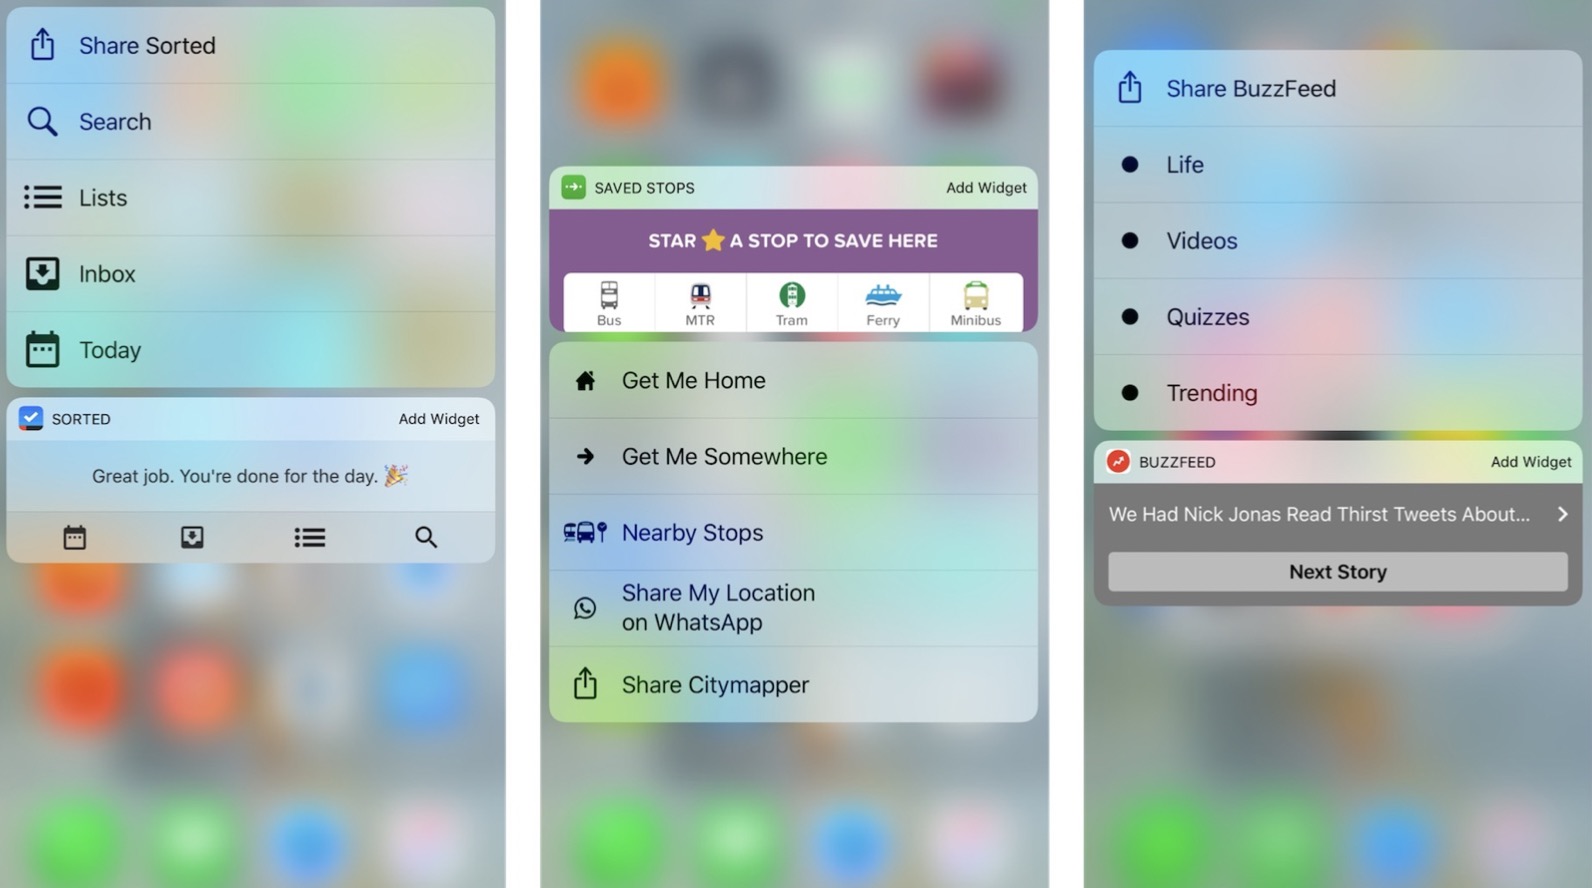 Share Sorted
Search
Lists
Inbox
Today
SORTED
Add Widget
Great job. You're done for the day. 🎉
SAVED STOPS
Add Widget
STAR ⭐ A STOP TO SAVE HERE
Bus
MTR
Tram
Ferry
Minibus
Get Me Home
Get Me Somewhere
Nearby Stops
Share My Location
on WhatsApp
Share Citymapper
Share BuzzFeed
Life
Videos
Quizzes
Trending
BUZZFEED
Add Widget
We Had Nick Jonas Read Thirst Tweets About...
Next Story